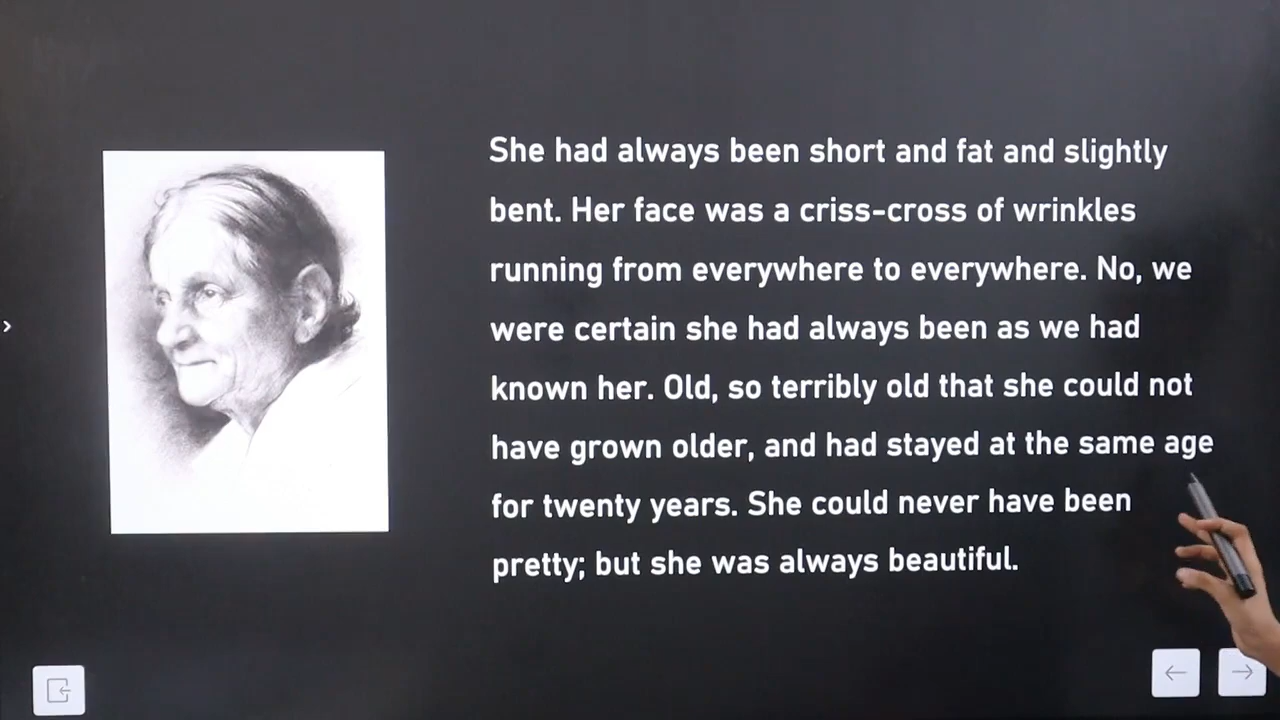 She had always been short and fat and slightly
bent. Her face was a criss-cross of wrinkles
running from everywhere to everywhere. No, we
were certain she had always been as we had
known her. Old, so terribly old that she could not
have grown older, and had stayed at the same age
for twenty years. She could never have been
pretty; but she was always beautiful.